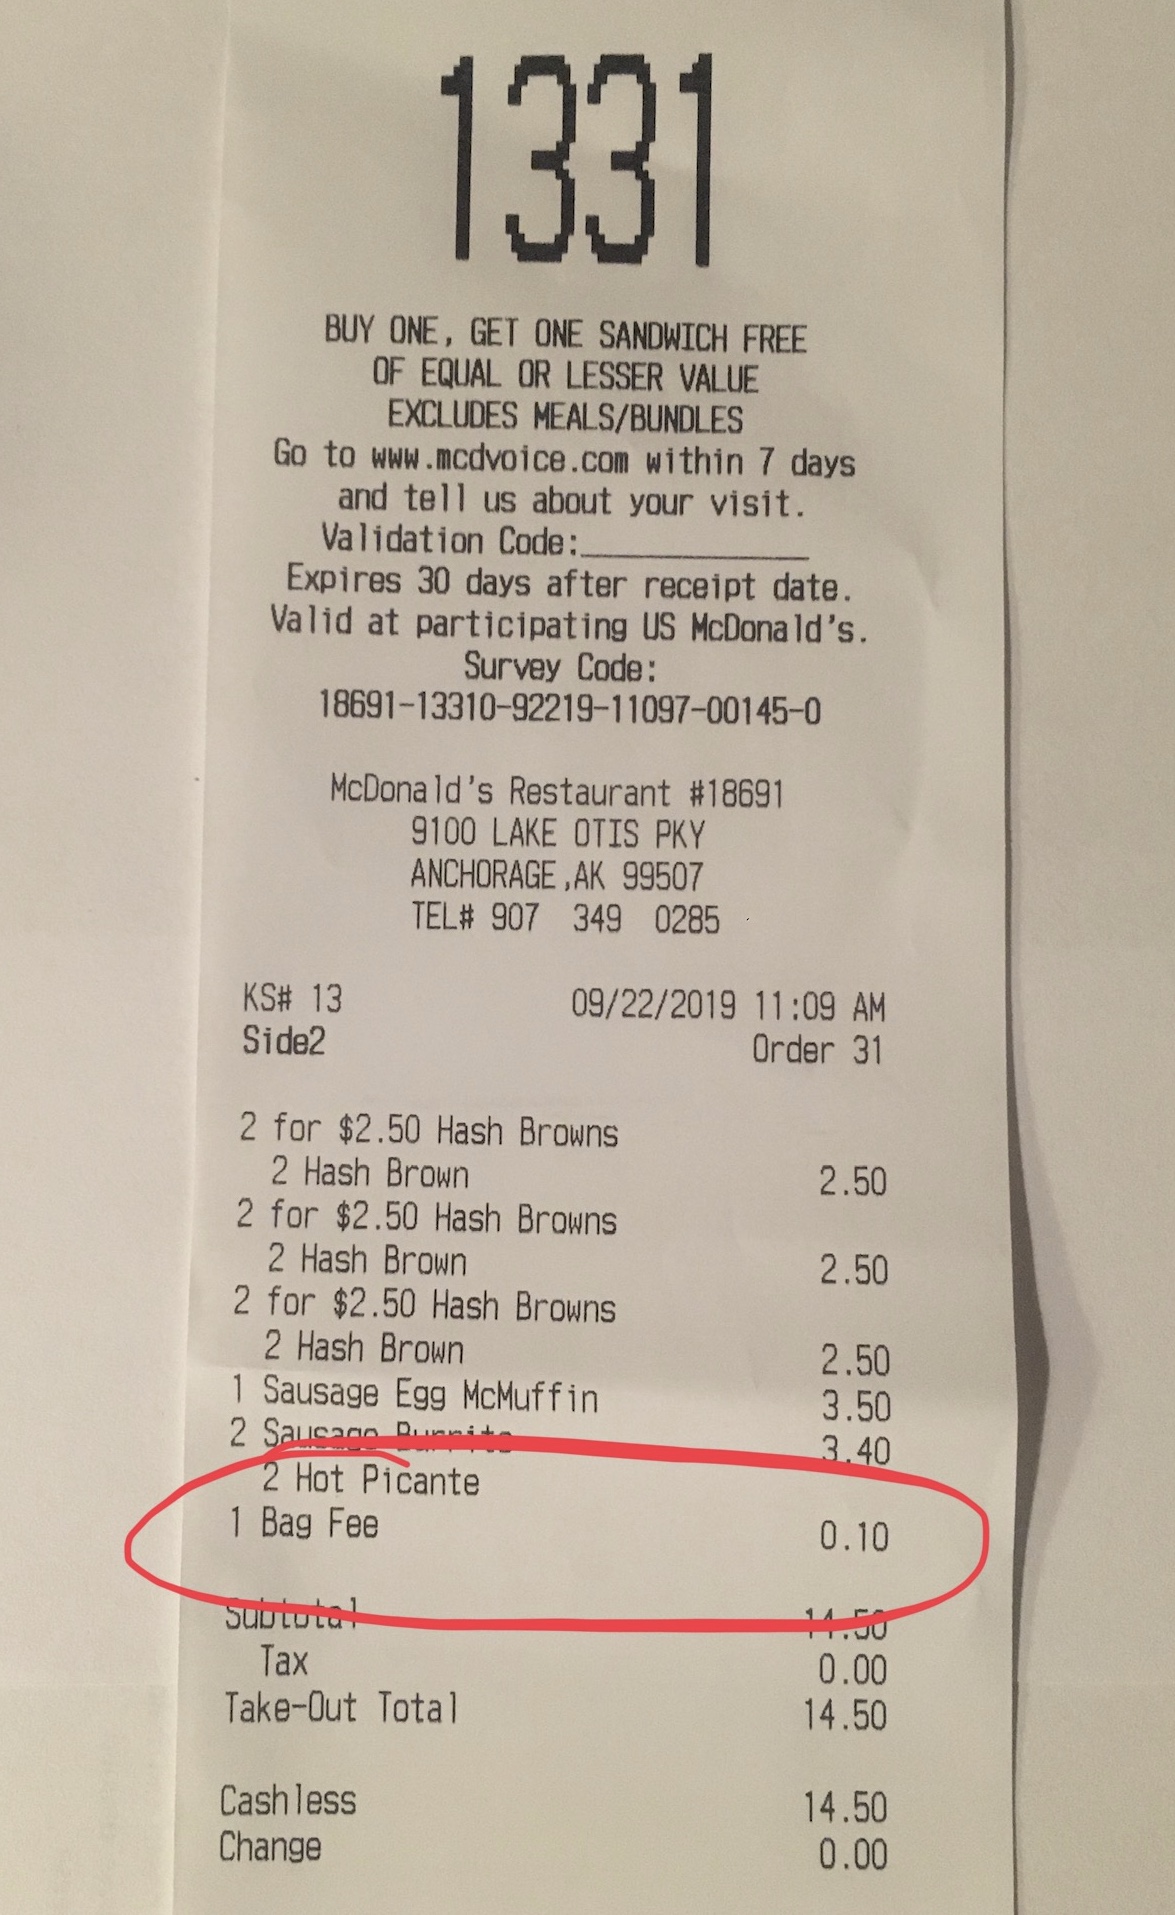 1331
BUY ONE, GET ONE SANDWICH FREE
OF EQUAL OR LESSER VALUE
EXCLUDES MEALS/BUNDLES
Go to www.mcdvoice.com within 7 days
and tell us about your visit.
Validation Code:______________
Expires 30 days after receipt date.
Valid at participating US McDonald's.
Survey Code:
18691-13310-92219-11097-00145-0
McDonald's Restaurant #18691
9100 LAKE OTIS PKY
ANCHORAGE,AK 99507
TEL# 907 349 0285
KS# 13 09/22/2019 11:09 AM
Side2 Order 31
2 for $2.50 Hash Browns
2 Hash Brown 2.50
2 for $2.50 Hash Browns
2 Hash Brown 2.50
2 for $2.50 Hash Browns
2 Hash Brown 2.50
1 Sausage Egg McMuffin 3.50
2 Sausage Burrito 3.40
2 Hot Picante
1 Bag Fee 0.10
Subtotal 14.50
Tax 0.00
Take-Out Total 14.50
Cashless 14.50
Change 0.00